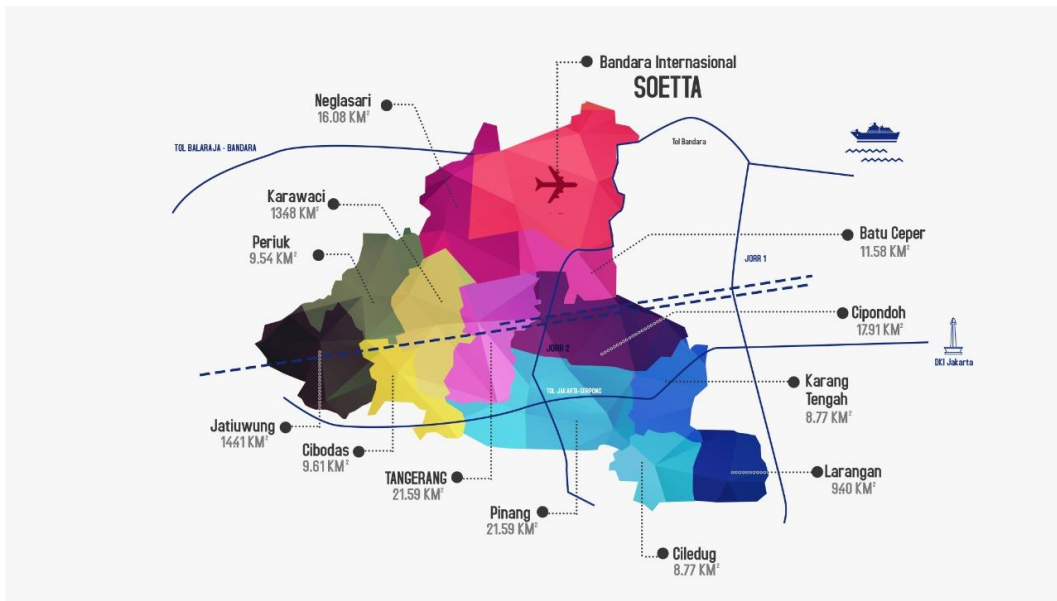 Bandara Internasional
SOETTA
Neglasari
16.08 KM²
TOL BALARAJA - BANDARA
Tol Bandara
Karawaci
13.48 KM²
Periuk
9.54 KM²
Batu Ceper
11.58 KM²
JORR 1
Cipondoh
17.91 KM²
JORR 2
DKI Jakarta
TOL JAKARTA-SERPONG
Karang
Tengah
8.77 KM²
Jatiuwung
14.41 KM²
Cibodas
9.61 KM²
TANGERANG
21.59 KM²
Larangan
9.40 KM²
Pinang
21.59 KM²
Ciledug
8.77 KM²